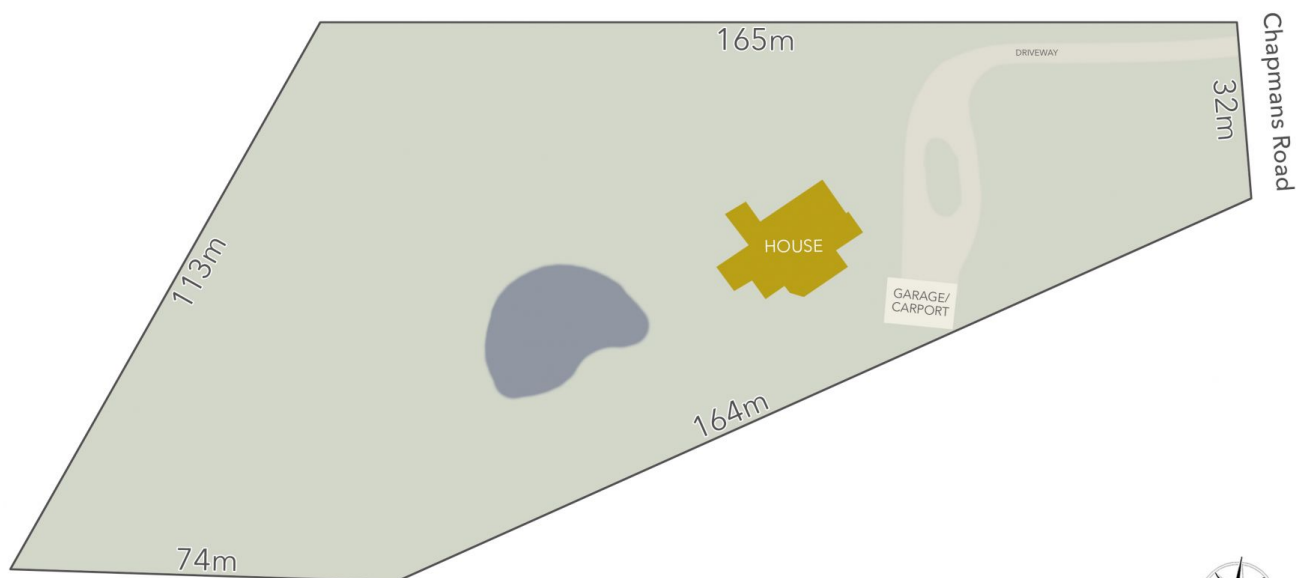 165m
DRIVEWAY
Chapmans Road
32m
HOUSE
113m
GARAGE/
CARPORT
164m
74m